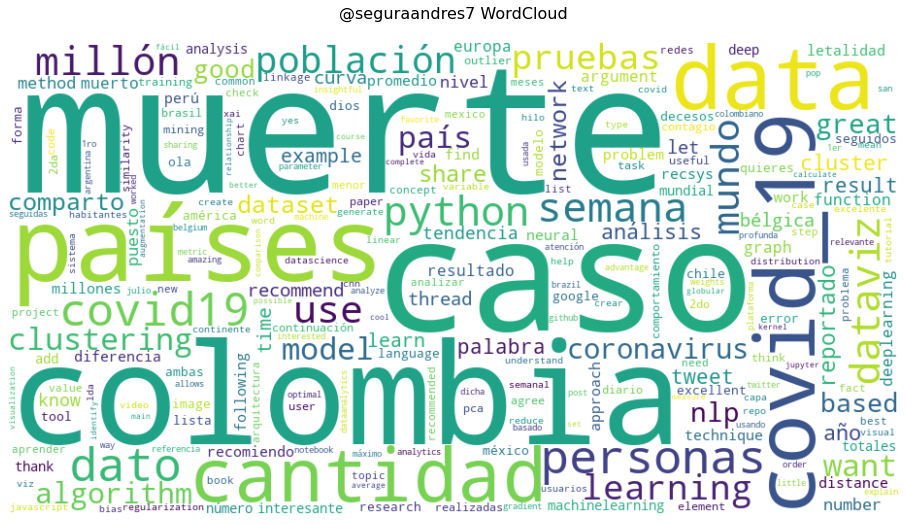 @seguraandres7 WordCloud
millón
analysis
población
europa
outlier
pruebas
redes
deep
data
letalidad
pop
san
fácil
training
good
common
method
muerto
check
linkage
curva
insightful
promedio
nivel
meses
argument
text
covid
decesos
contagio
colombiano
1er
mean
great
seguidos
forma
2da
code
perú
brasil
mining
xai
chart
dios
yes
example
muerte
mexico
vida
complete
paper
share
find
hilo
usada
modelo
network
type
problem
task
list
let
useful
recsys
mundial
quieres
mundo
covid_19
calculate
case
cluster
result
function
work
excelente
tutorial
1ro
argentina
similarity
ola
sharing
relationship
favorite
course
better
parameter
menor
país
comparto
seguidas
habitantes
belgium
worked
augmentation
puesto
dataset
create
américa
word
generate
concept
variable
machine
comparison
python
semana
análisis
bélgica
step
graph
profunda
relevante
distribution
problema
países
sistema
metric
amazing
datascience
linear
tendencia
neural
atención
help
advantage
caso
resultado
analizar
thread
google
brazil
crear
github
comportamiento
chile
weights
globular
2do
error
kernel
plataforma
reportado
dataviz
deeplearning
millones
julio
new
project
covid19
continente
recommend
possible
cnn
analyze
cool
continuación
interested
use
time
clustering
add
diferencia
ambas
allows
model
learn
language
palabra
understand
coronavirus
need
think
jupyter
fact
visualization
know
value
tool
lda
identify
video
main
image
lista
following
arquitectura
optimal
user
dataanalytics
recommended
dicha
pca
semanal
agree
reduce
basado
post
set
approach
diario
tweet
measure
excellent
nlp
technique
twitter
capa
repo
usando
based
año
best
visual
totales
colombia
aprender
thank
viz
way
dato
referencia
recomiendo
book
notebook
máximo
analytics
topic
average
méxico
cantidad
usuarios
personas
order
little
want
distance
explain
javascript
algorithm
bias
regularization
número
interesante
research
realizadas
gradient
learning
machinelearning
element
number